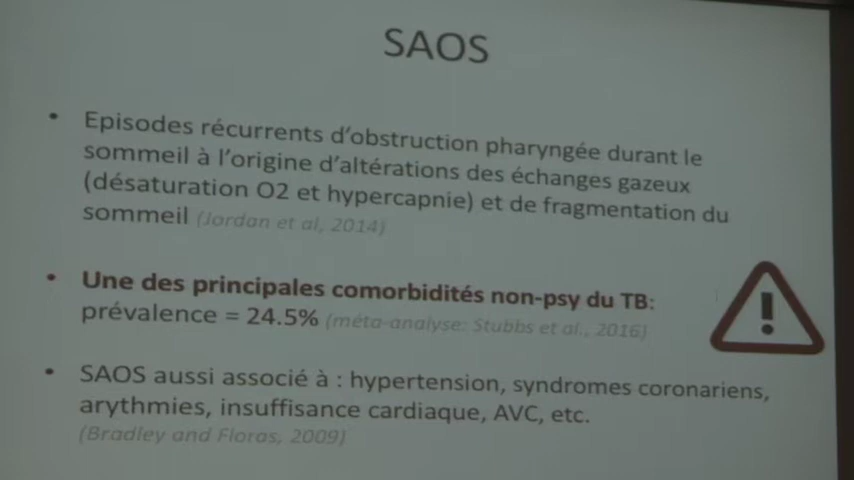 SAOS
• Episodes récurrents d'obstruction pharyngée durant le
sommeil à l'origine d'altérations des échanges gazeux
(désaturation O2 et hypercapnie) et de fragmentation du
sommeil (Jordan et al, 2014)
• Une des principales comorbidités non-psy du TB:
prévalence = 24.5% (méta-analyse: Stubbs et al., 2016)
• SAOS aussi associé à : hypertension, syndromes coronariens,
arythmies, insuffisance cardiaque, AVC, etc.
(Bradley and Floras, 2009)